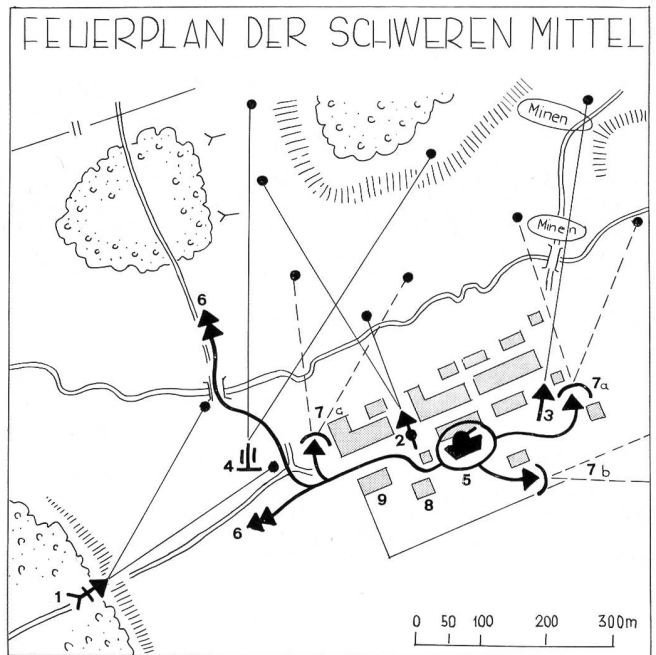 FEUERPLAN DER SCHWEREN MITTEL
Minen
Minen
6
7a
7c
3
2
4
5
7b
9
8
6
1
0 50 100 200 300m